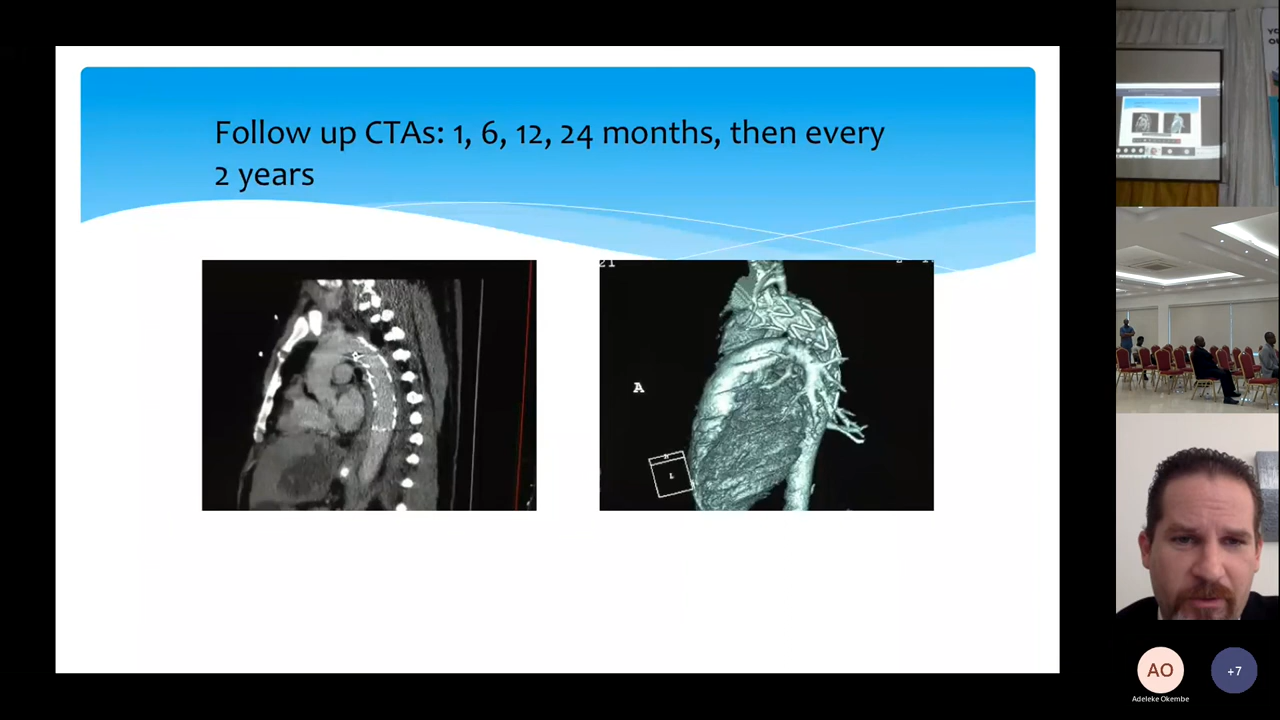 Follow up CTAs: 1, 6, 12, 24 months, then every
2 years
A
L
AO
Adeleke Okembe
+7